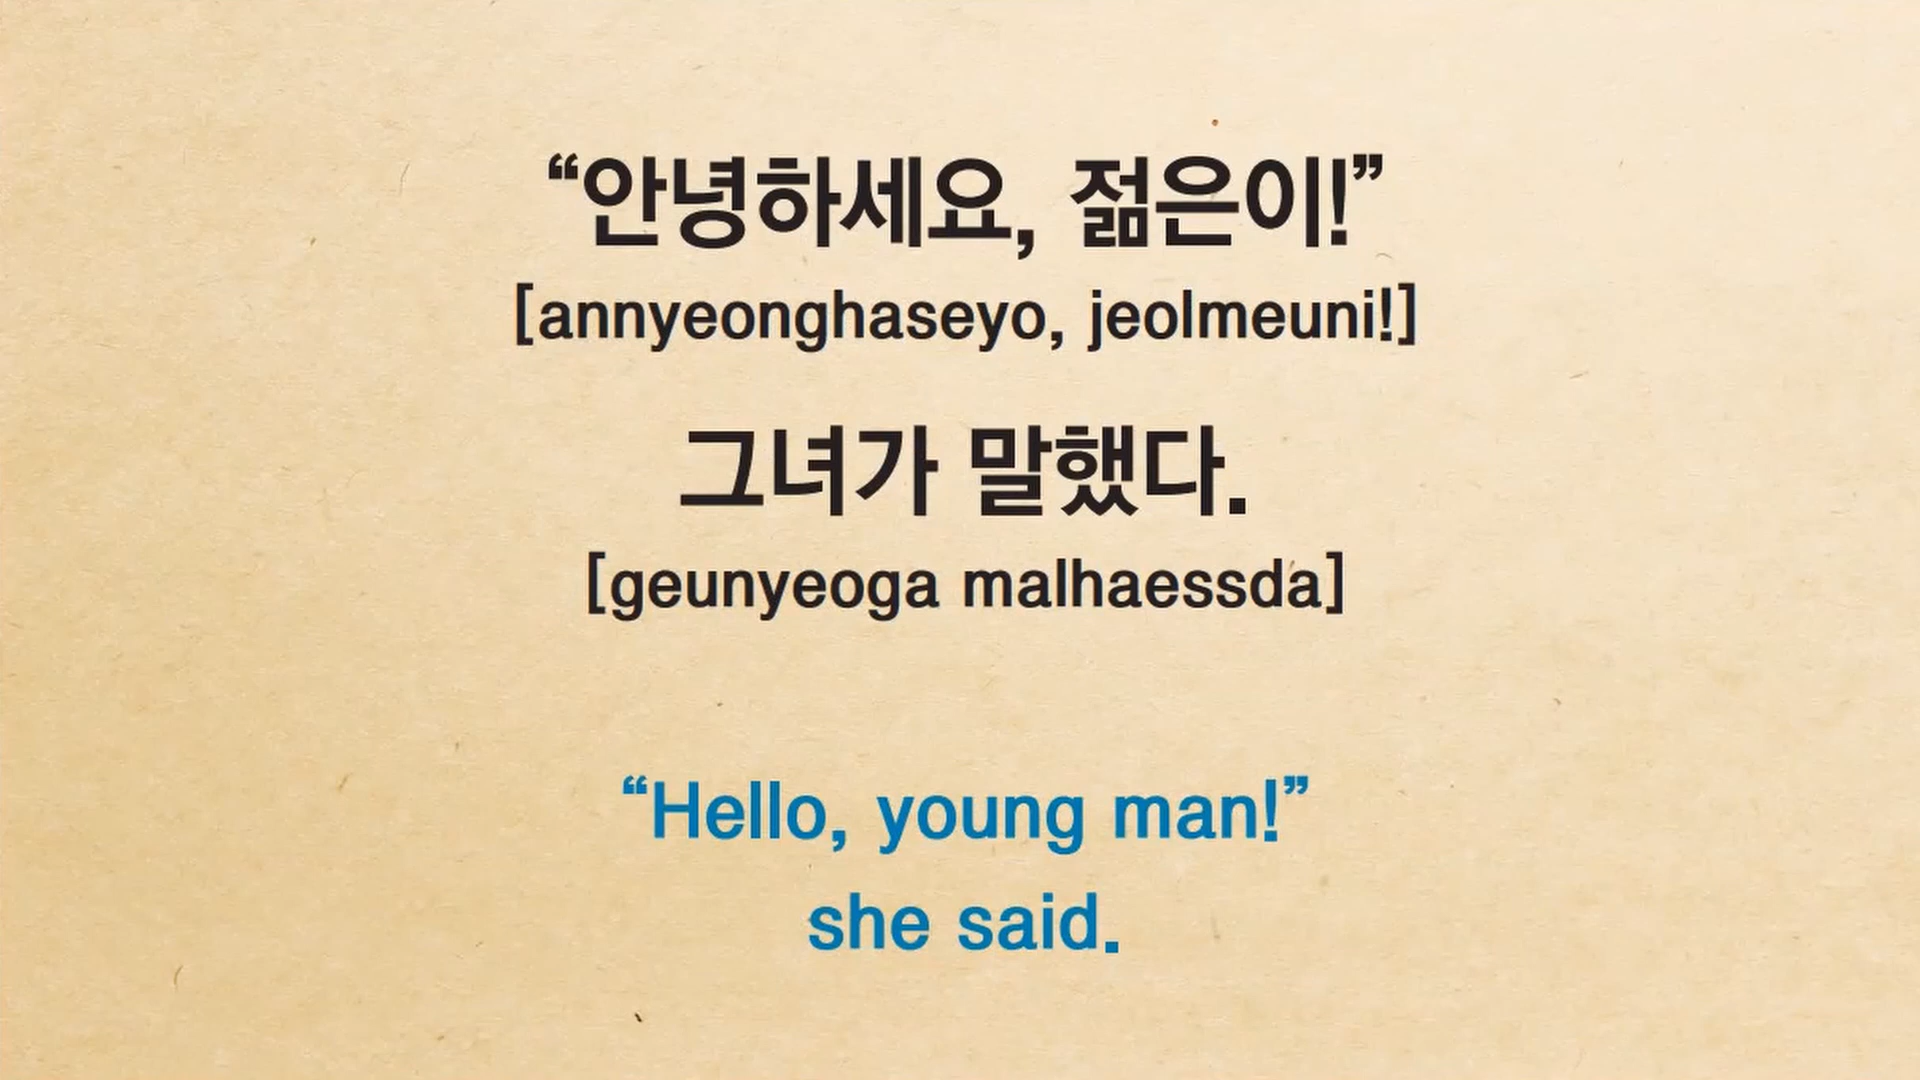 “안녕하세요, 젊은이!”
[annyeonghaseyo, jeolmeuni!]
그녀가 말했다.
[geunyeoga malhaessda]
“Hello, young man!”
she said.